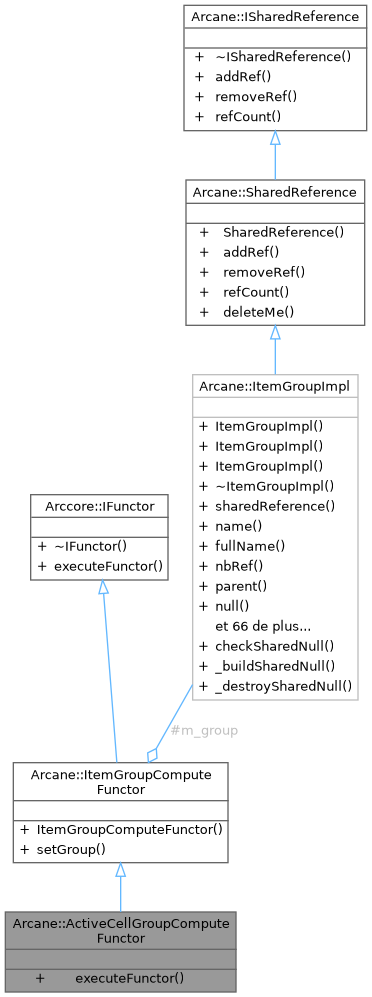 Arcane::ISharedReference
+ ~ISharedReference()
+ addRef()
+ removeRef()
+ refCount()
Arcane::SharedReference
+ SharedReference()
+ addRef()
+ removeRef()
+ refCount()
+ deleteMe()
Arcane::ItemGroupImpl
+ ItemGroupImpl()
+ ItemGroupImpl()
+ ItemGroupImpl()
+ ~ItemGroupImpl()
+ sharedReference()
+ name()
+ fullName()
+ nbRef()
+ parent()
+ null()
et 66 de plus...
+ checkSharedNull()
+ _buildSharedNull()
+ _destroySharedNull()
Arccore::IFunctor
+ ~IFunctor()
+ executeFunctor()
#m_group
Arcane::ItemGroupCompute
Functor
+ ItemGroupComputeFunctor()
+ setGroup()
Arcane::ActiveCellGroupCompute
Functor
+ executeFunctor()